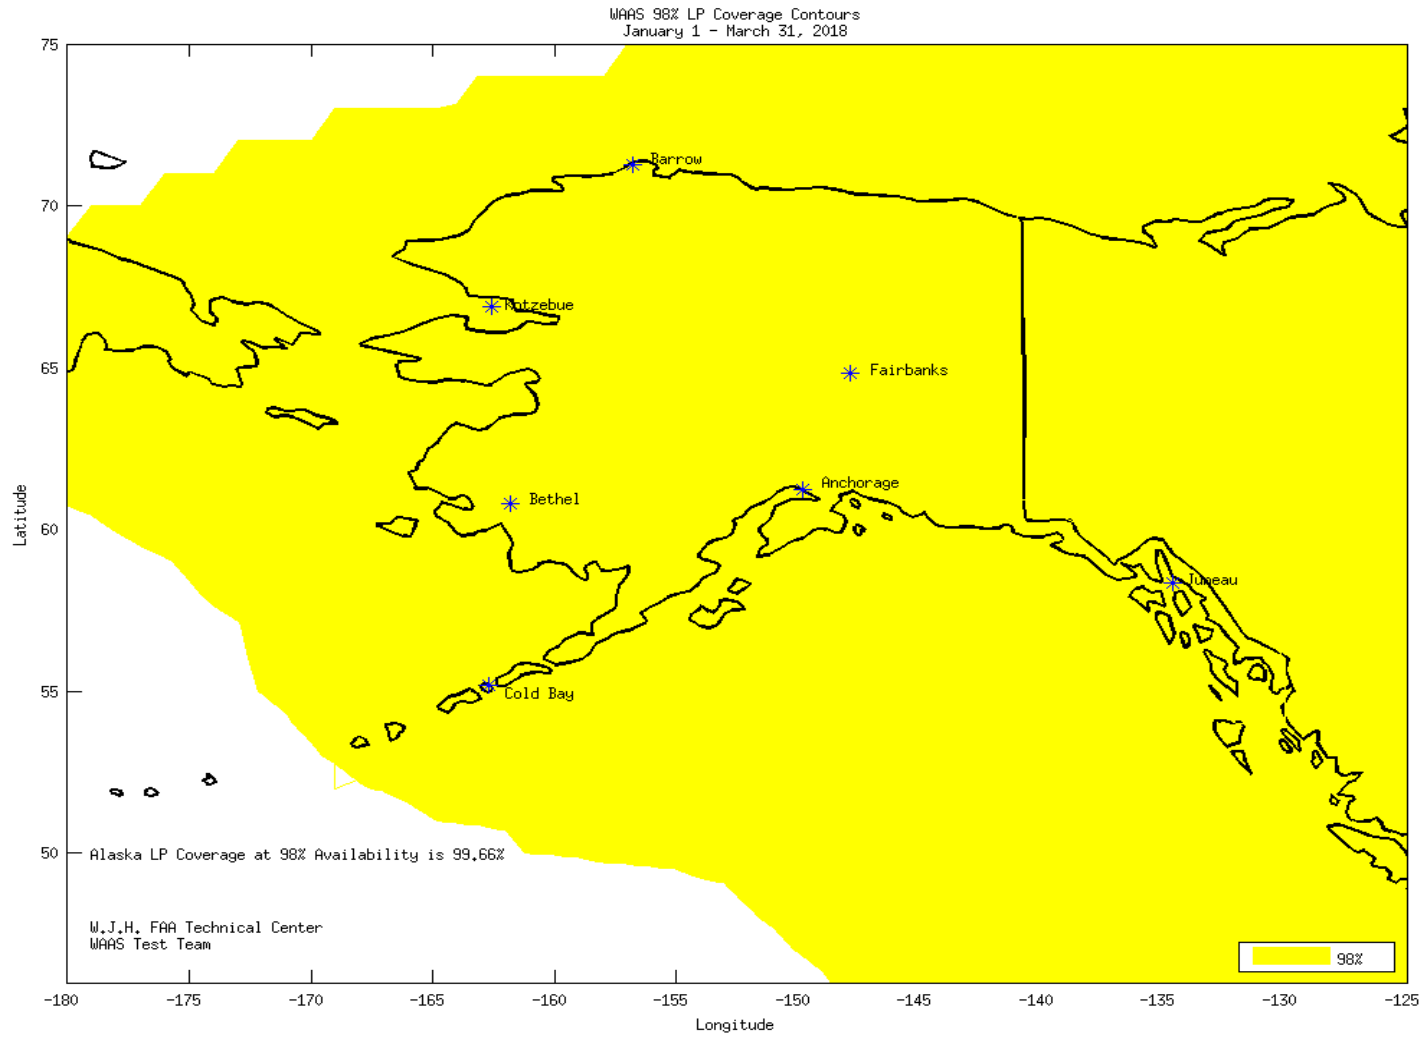 WAAS 98% LP Coverage Contours
January 1 - March 31, 2018
75
70
65
60
55
50
Latitude
Barrow
Kotzebue
Fairbanks
Anchorage
Bethel
Juneau
Cold Bay
Alaska LP Coverage at 98% Availability is 99.66%
W.J.H. FAA Technical Center
WAAS Test Team
98%
-180 -175 -170 -165 -160 -155 -150 -145 -140 -135 -130 -125
Longitude